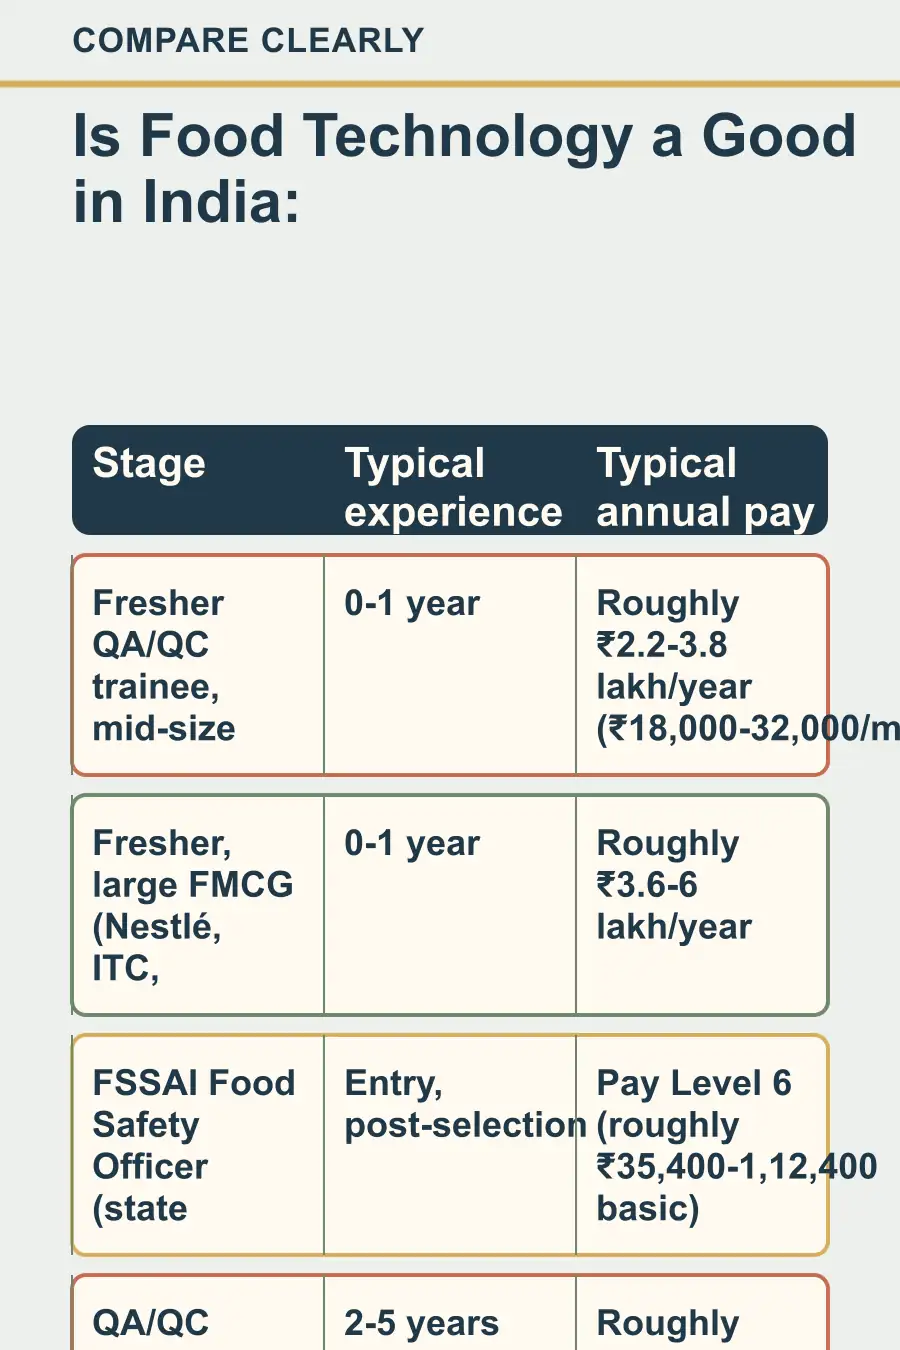 COMPARE CLEARLY
Is Food Technology a Good
in India:
Stage
Typical
experience
Typical
annual pay
Fresher
QA/QC
trainee,
mid-size
0-1 year
Roughly
₹2.2-3.8
lakh/year
(₹18,000-32,000/m
Fresher,
large FMCG
(Nestlé,
ITC,
0-1 year
Roughly
₹3.6-6
lakh/year
FSSAI Food
Safety
Officer
(state
Entry,
post-selection
Pay Level 6
(roughly
₹35,400-1,12,400
basic)
QA/QC
2-5 years
Roughly